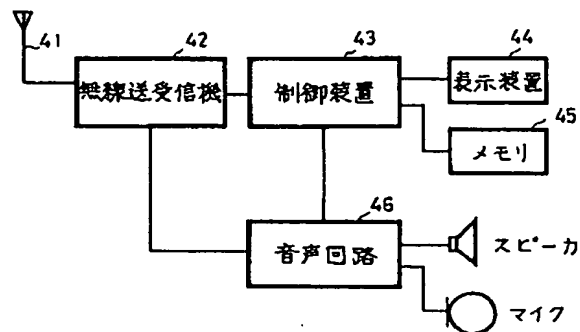 41
42
無線送受信機
43
制御装置
44
表示装置
45
メモリ
46
音声回路
スピーカ
マイク